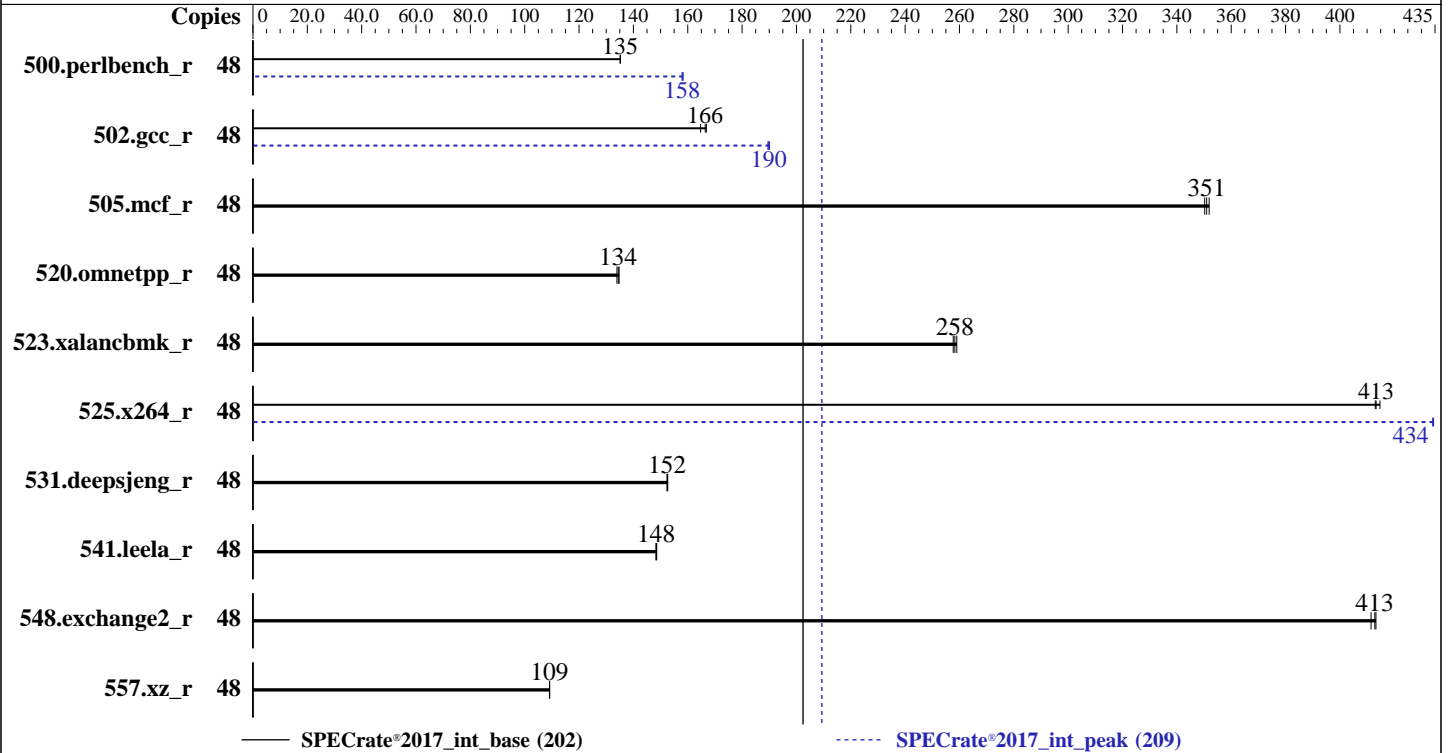 Copies 0 20.0 40.0 60.0 80.0 100 120 140 160 180 200 220 240 260 280 300 320 340 360 380 400 435
135
500.perlbench_r 48
158
166
502.gcc_r 48
190
351
505.mcf_r 48
134
520.omnetpp_r 48
258
523.xalancbmk_r 48
413
525.x264_r 48
434
152
531.deepsjeng_r 48
148
541.leela_r 48
413
548.exchange2_r 48
109
557.xz_r 48
SPECrate®2017_int_base (202) SPECrate®2017_int_peak (209)